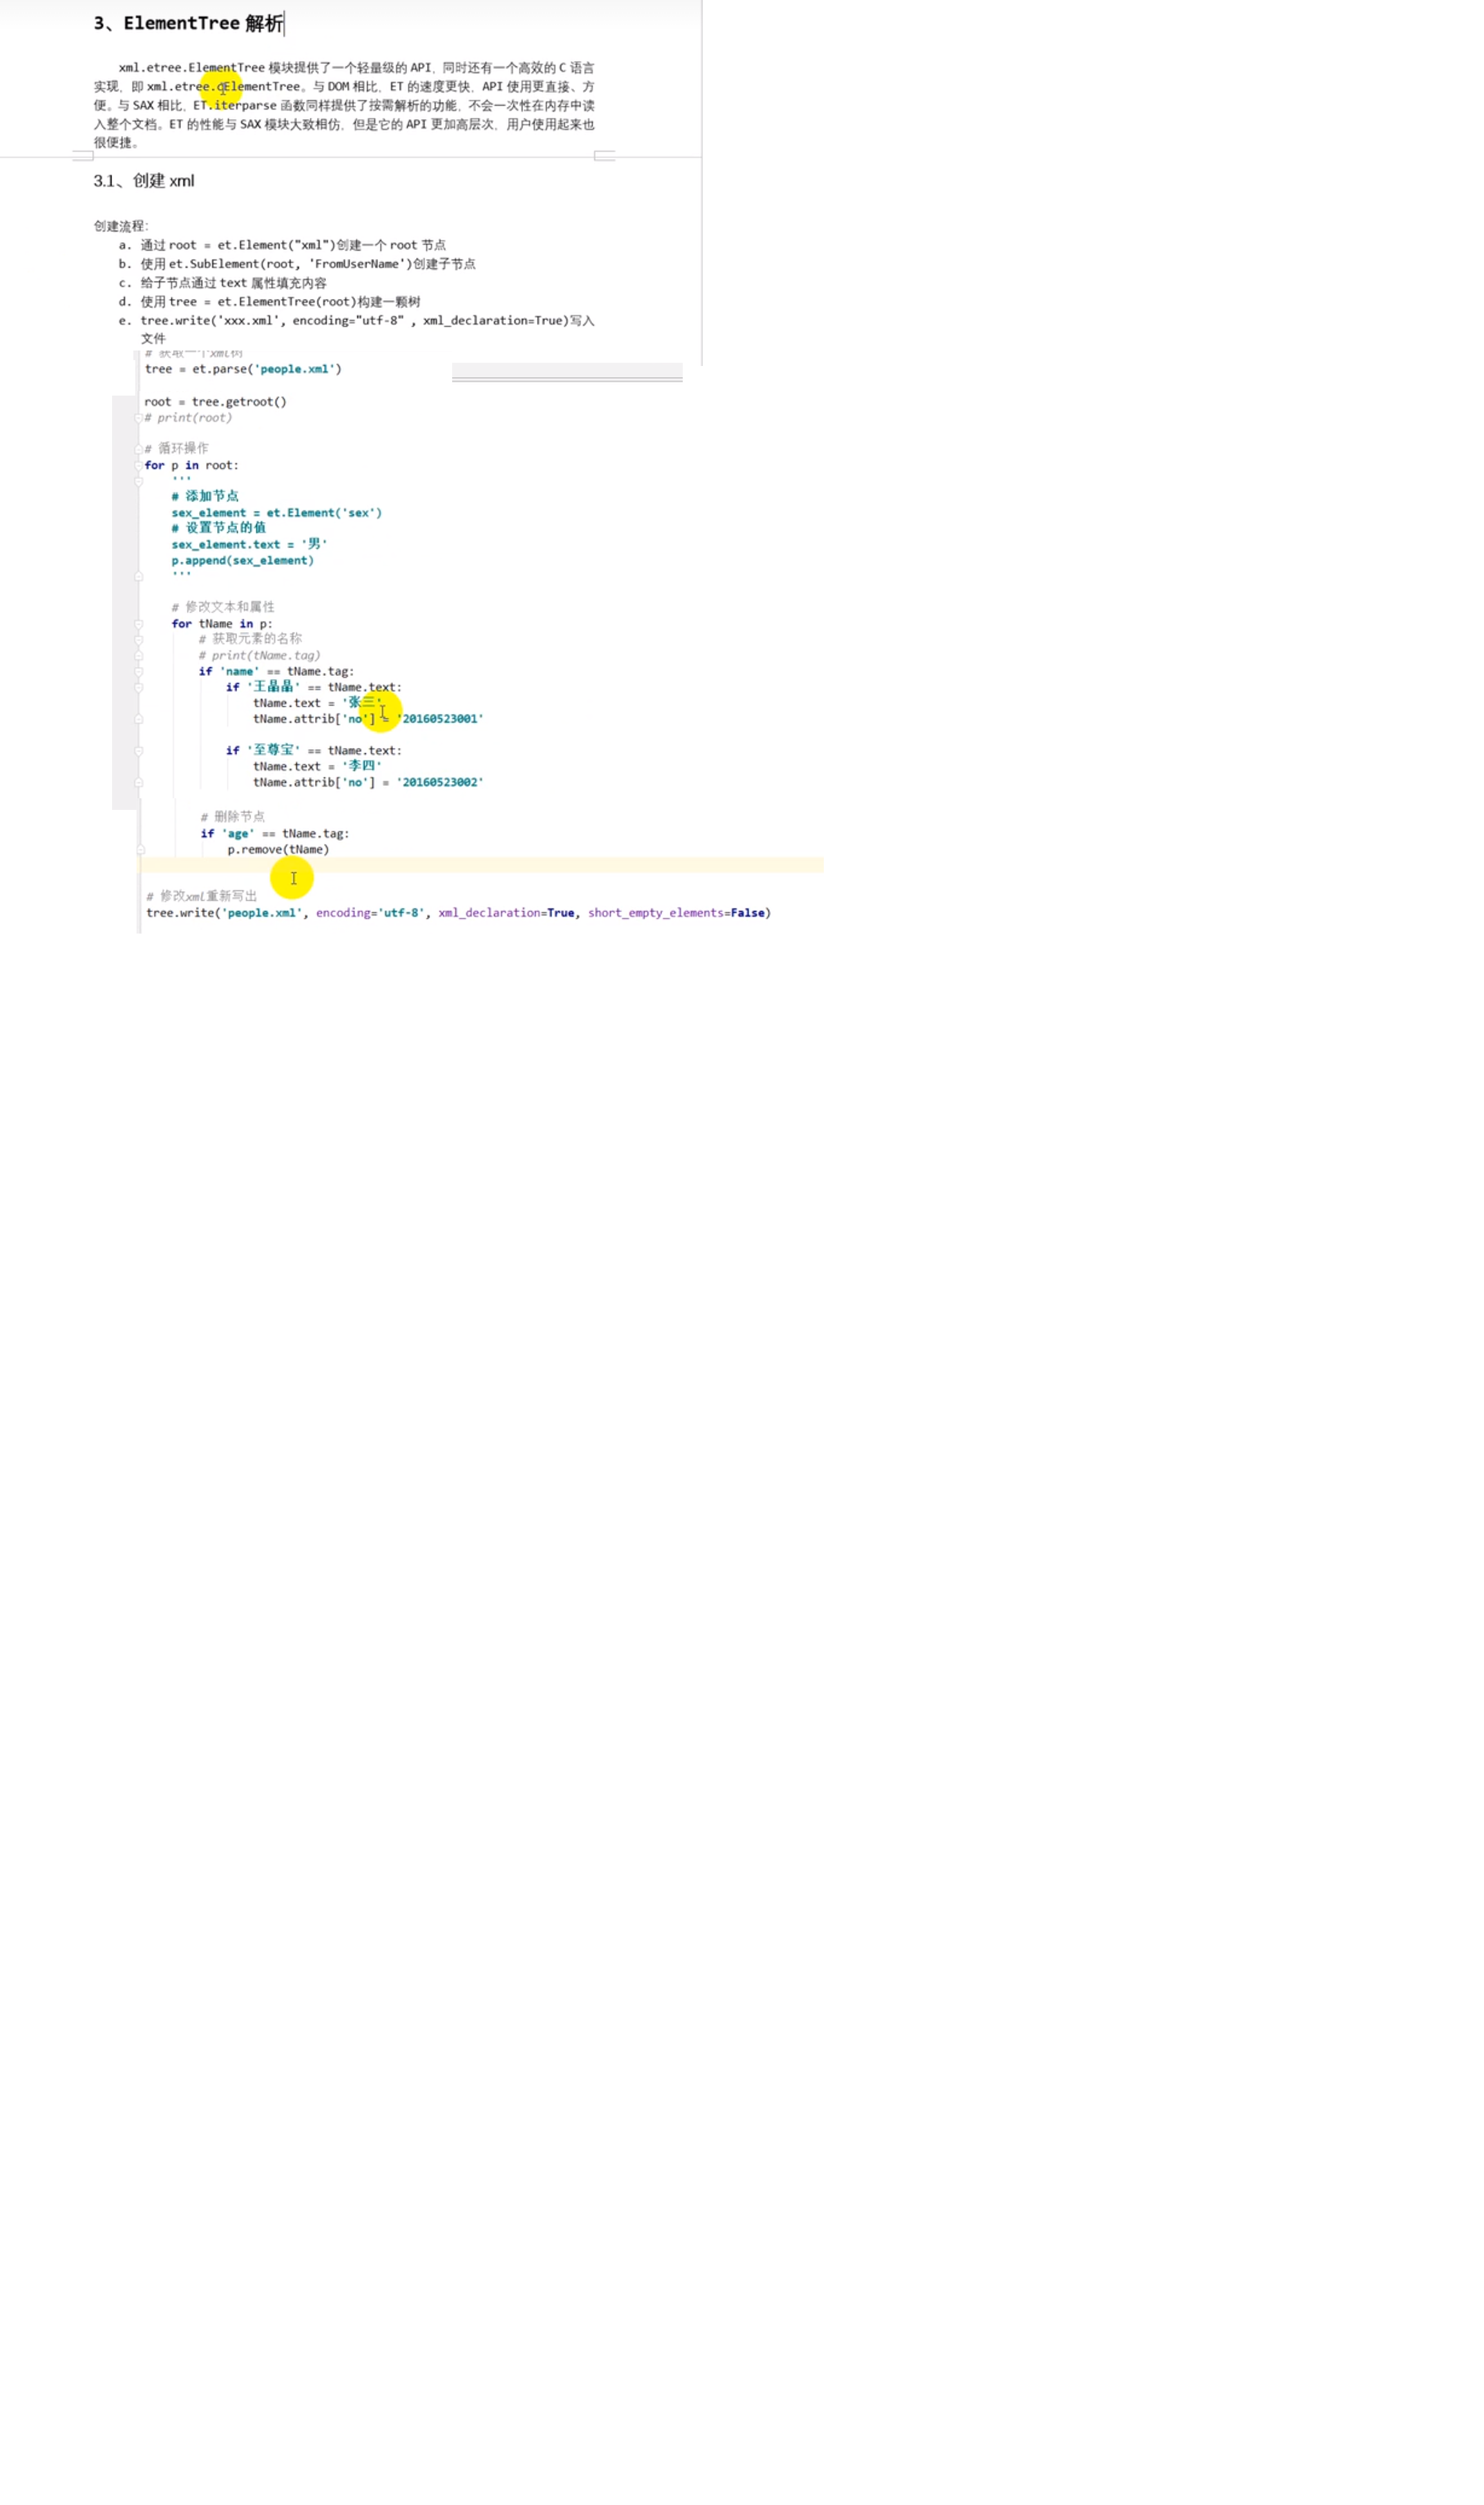 3、ElementTree 解析
xml.etree.ElementTree 模块提供了一个轻量级的 API，同时还有一个高效的 C 语言
实现，即 xml.etree.cElementTree。与 DOM 相比，ET 的速度更快，API 使用更直接、方
便。与 SAX 相比，ET.iterparse 函数同样提供了按需解析的功能，不会一次性在内存中读
入整个文档。ET 的性能与 SAX 模块大致相仿，但是它的 API 更加高层次，用户使用起来也
很便捷。
3.1、创建 xml
创建流程：
a. 通过 root = et.Element("xml")创建一个 root 节点
b. 使用 et.SubElement(root, 'FromUserName')创建子节点
c. 给子节点通过 text 属性填充内容
d. 使用 tree = et.ElementTree(root)构建一颗树
e. tree.write('xxx.xml', encoding="utf-8" , xml_declaration=True)写入
文件
# 获取一个xml树
tree = et.parse('people.xml')
root = tree.getroot()
# print(root)
# 循环操作
for p in root:
'''
# 添加节点
sex_element = et.Element('sex')
# 设置节点的值
sex_element.text = '男'
p.append(sex_element)
'''
# 修改文本和属性
for tName in p:
# 获取元素的名称
# print(tName.tag)
if 'name' == tName.tag:
if '王晶晶' == tName.text:
tName.text = '张三'
tName.attrib['no'] = '20160523001'
if '至尊宝' == tName.text:
tName.text = '李四'
tName.attrib['no'] = '20160523002'
# 删除节点
if 'age' == tName.tag:
p.remove(tName)
# 修改xml重新写出
tree.write('people.xml', encoding='utf-8', xml_declaration=True, short_empty_elements=False)